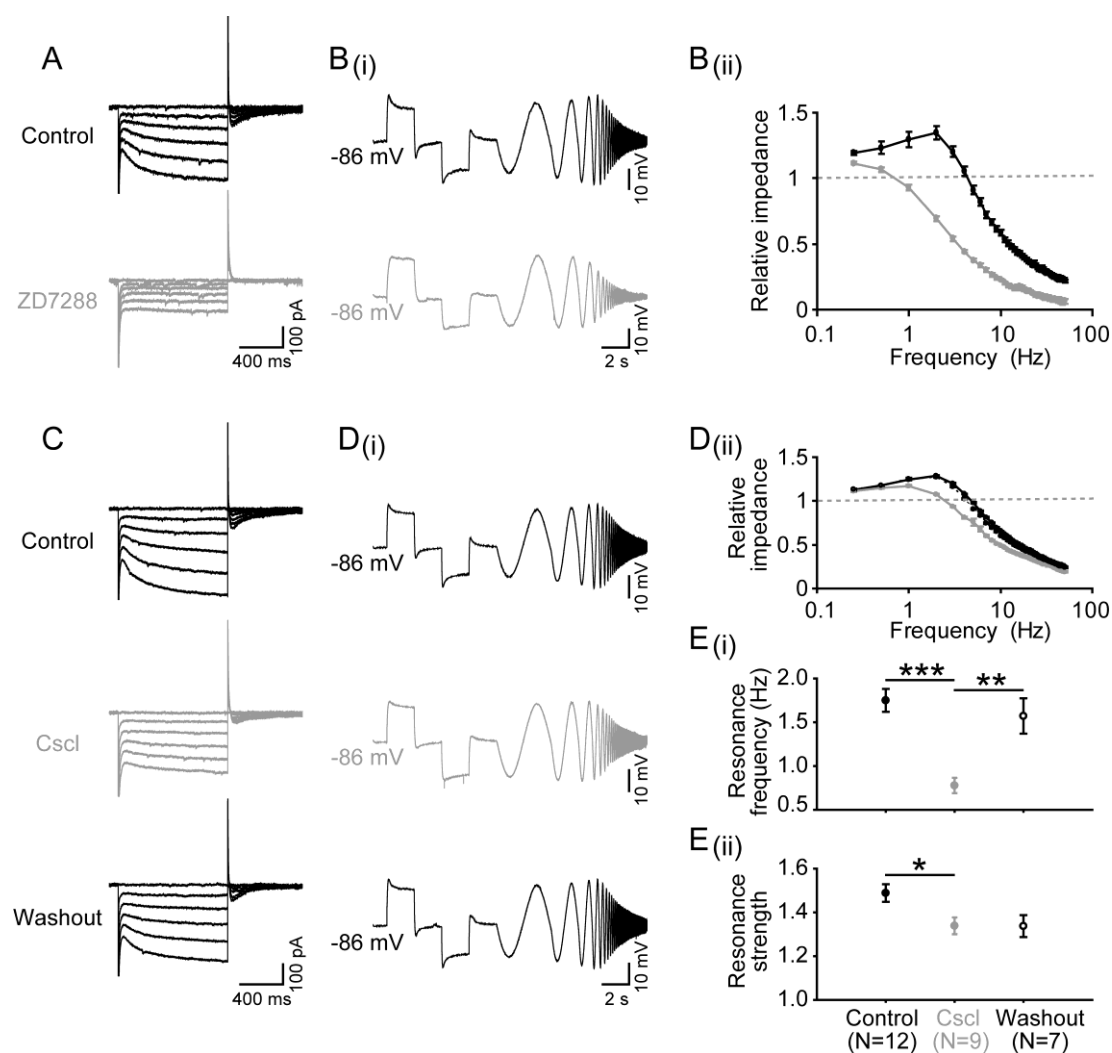 A
B(i)
B(ii)
Control
-86 mV
10 mV
1.5
1
0.5
0
Relative impedance
0.1
1
10
100
Frequency (Hz)
ZD7288
-86 mV
100 pA
400 ms
10 mV
2 s
C
D(i)
D(ii)
Control
-86 mV
10 mV
1.5
1
0.5
0
Relative
impedance
0.1
1
10
100
Frequency (Hz)
Cscl
-86 mV
10 mV
E(i)
2.0
1.5
1.0
0.5
Resonance
frequency (Hz)
***
**
Washout
-86 mV
100 pA
400 ms
10 mV
2 s
E(ii)
1.6
1.4
1.2
1.0
Resonance
strength
*
Control
(N=12)
Cscl
(N=9)
Washout
(N=7)